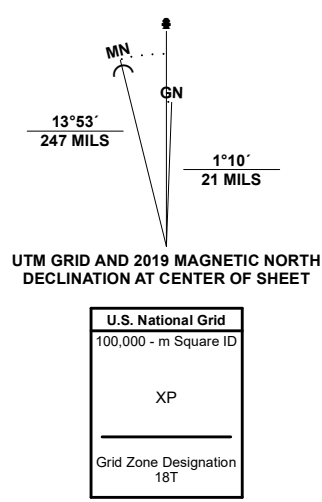 MN
GN
13°53´
247 MILS
1°10´
21 MILS
UTM GRID AND 2019 MAGNETIC NORTH
DECLINATION AT CENTER OF SHEET
U.S. National Grid
100,000 - m Square ID
XP
Grid Zone Designation
18T